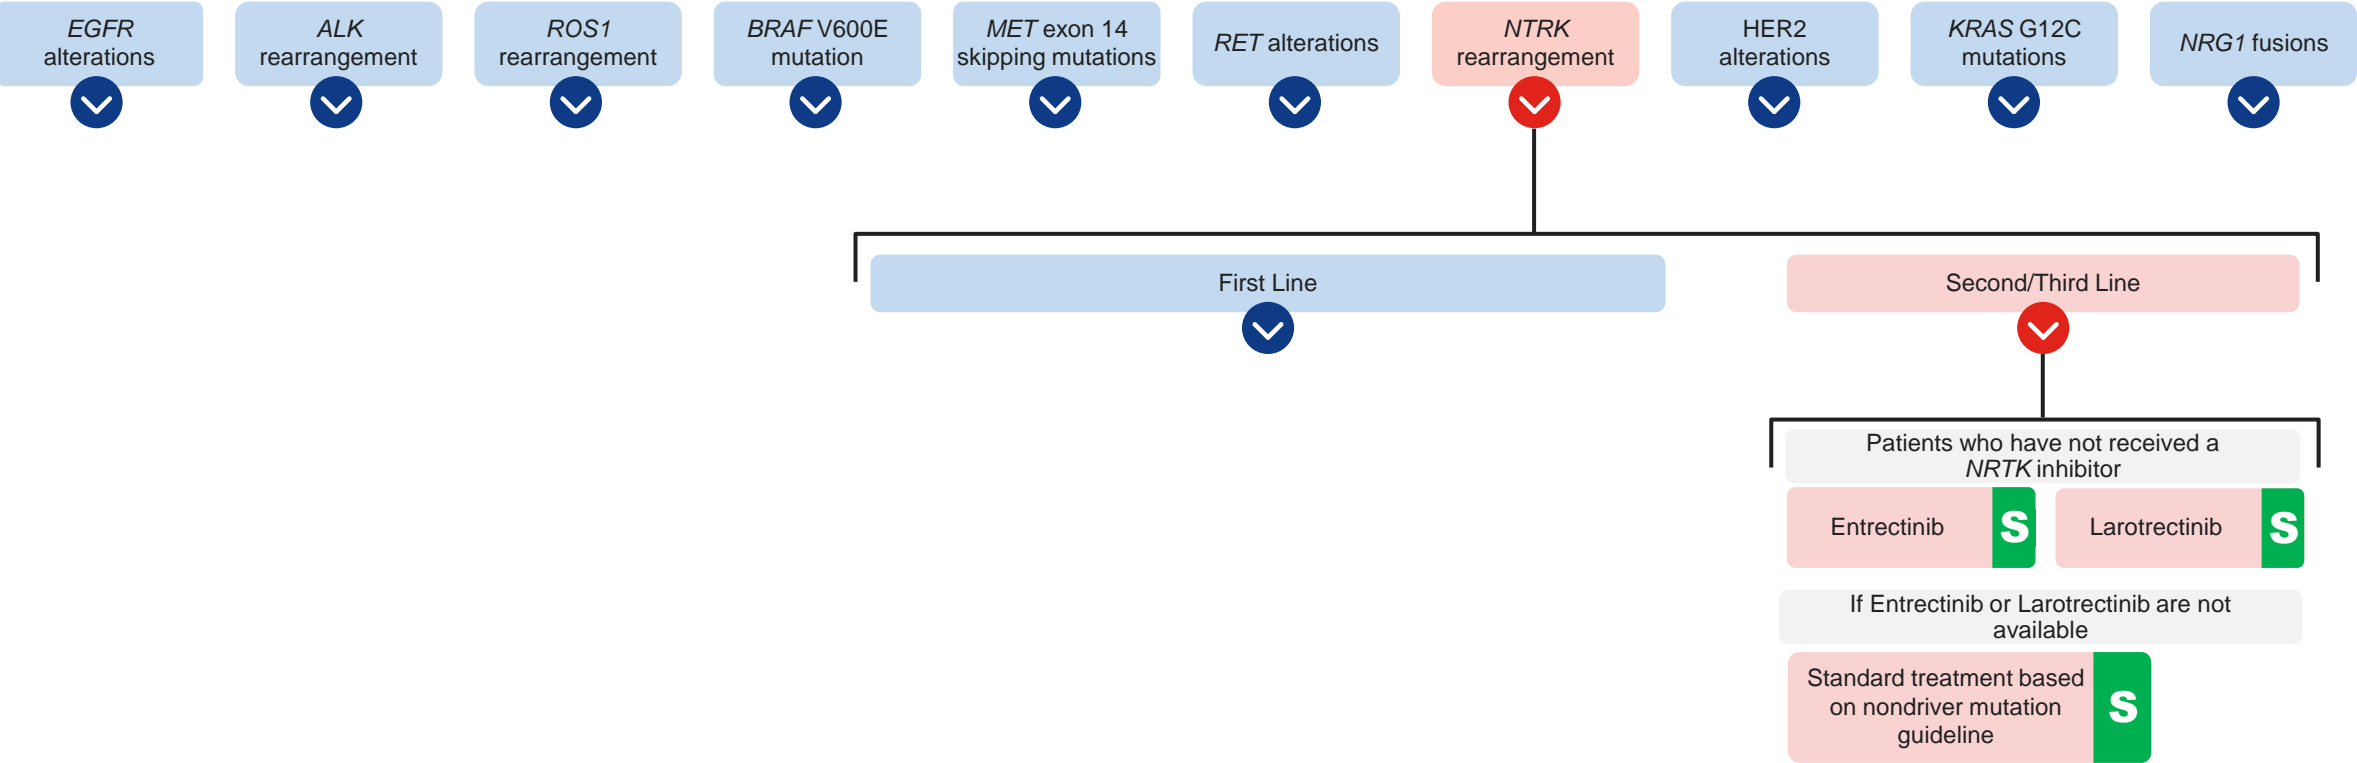 EGFR
alterations
ALK
rearrangement
ROS1
rearrangement
BRAF V600E
mutation
MET exon 14
skipping mutations
RET alterations
NTRK
rearrangement
HER2
alterations
KRAS G12C
mutations
NRG1 fusions
First Line
Second/Third Line
Patients who have not received a
NRTK inhibitor
Entrectinib
S
Larotrectinib
S
If Entrectinib or Larotrectinib are not
available
Standard treatment based
on nondriver mutation
guideline
S